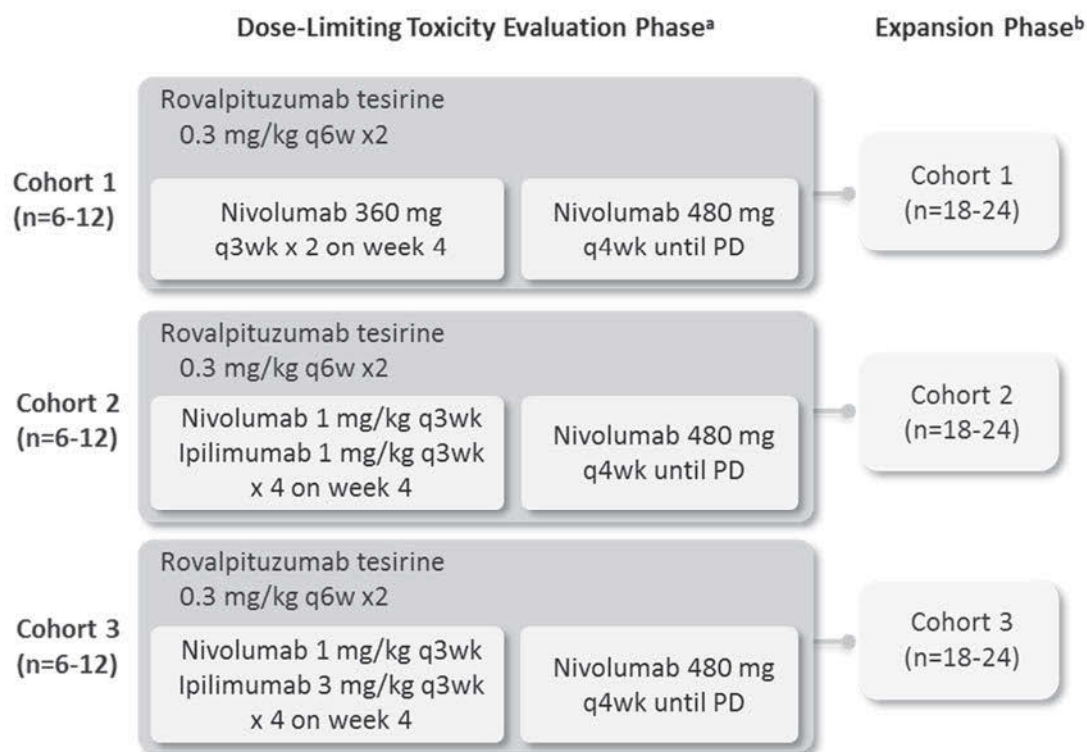 Dose-Limiting Toxicity Evaluation Phaseᵃ
Expansion Phaseᵇ
Cohort 1
(n=6-12)
Rovalpituzumab tesirine
0.3 mg/kg q6w x2
Nivolumab 360 mg
q3wk x 2 on week 4
Nivolumab 480 mg
q4wk until PD
Cohort 1
(n=18-24)
Cohort 2
(n=6-12)
Rovalpituzumab tesirine
0.3 mg/kg q6w x2
Nivolumab 1 mg/kg q3wk
Ipilimumab 1 mg/kg q3wk
x 4 on week 4
Nivolumab 480 mg
q4wk until PD
Cohort 2
(n=18-24)
Cohort 3
(n=6-12)
Rovalpituzumab tesirine
0.3 mg/kg q6w x2
Nivolumab 1 mg/kg q3wk
Ipilimumab 3 mg/kg q3wk
x 4 on week 4
Nivolumab 480 mg
q4wk until PD
Cohort 3
(n=18-24)